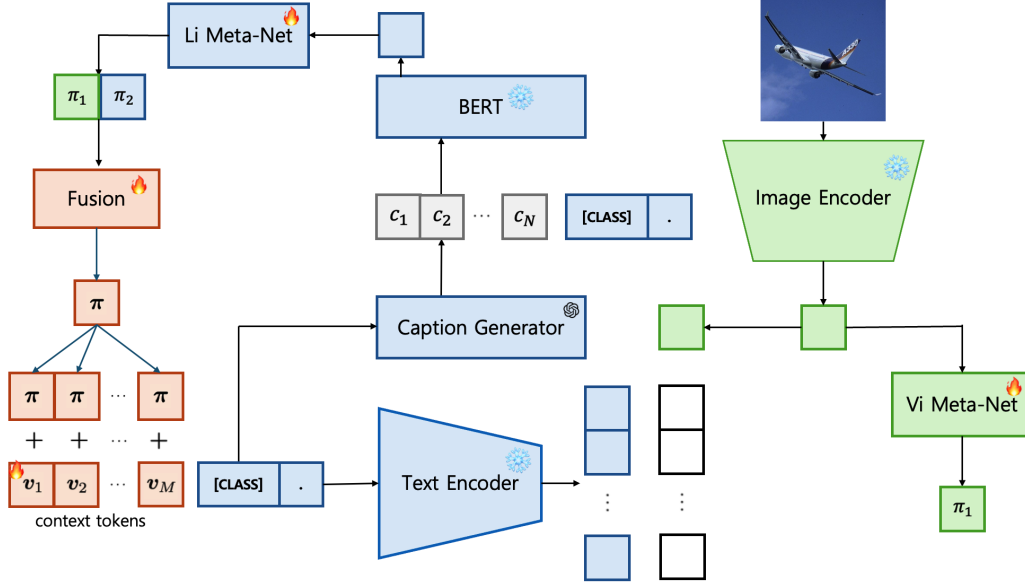 Li Meta-Net
π1 π2
BERT
Fusion
c1 c2 ... cN [CLASS] .
Image Encoder
π
Caption Generator
π π ... π
Vi Meta-Net
+ + ... +
v1 v2 ... vM [CLASS] .
Text Encoder
context tokens
π1